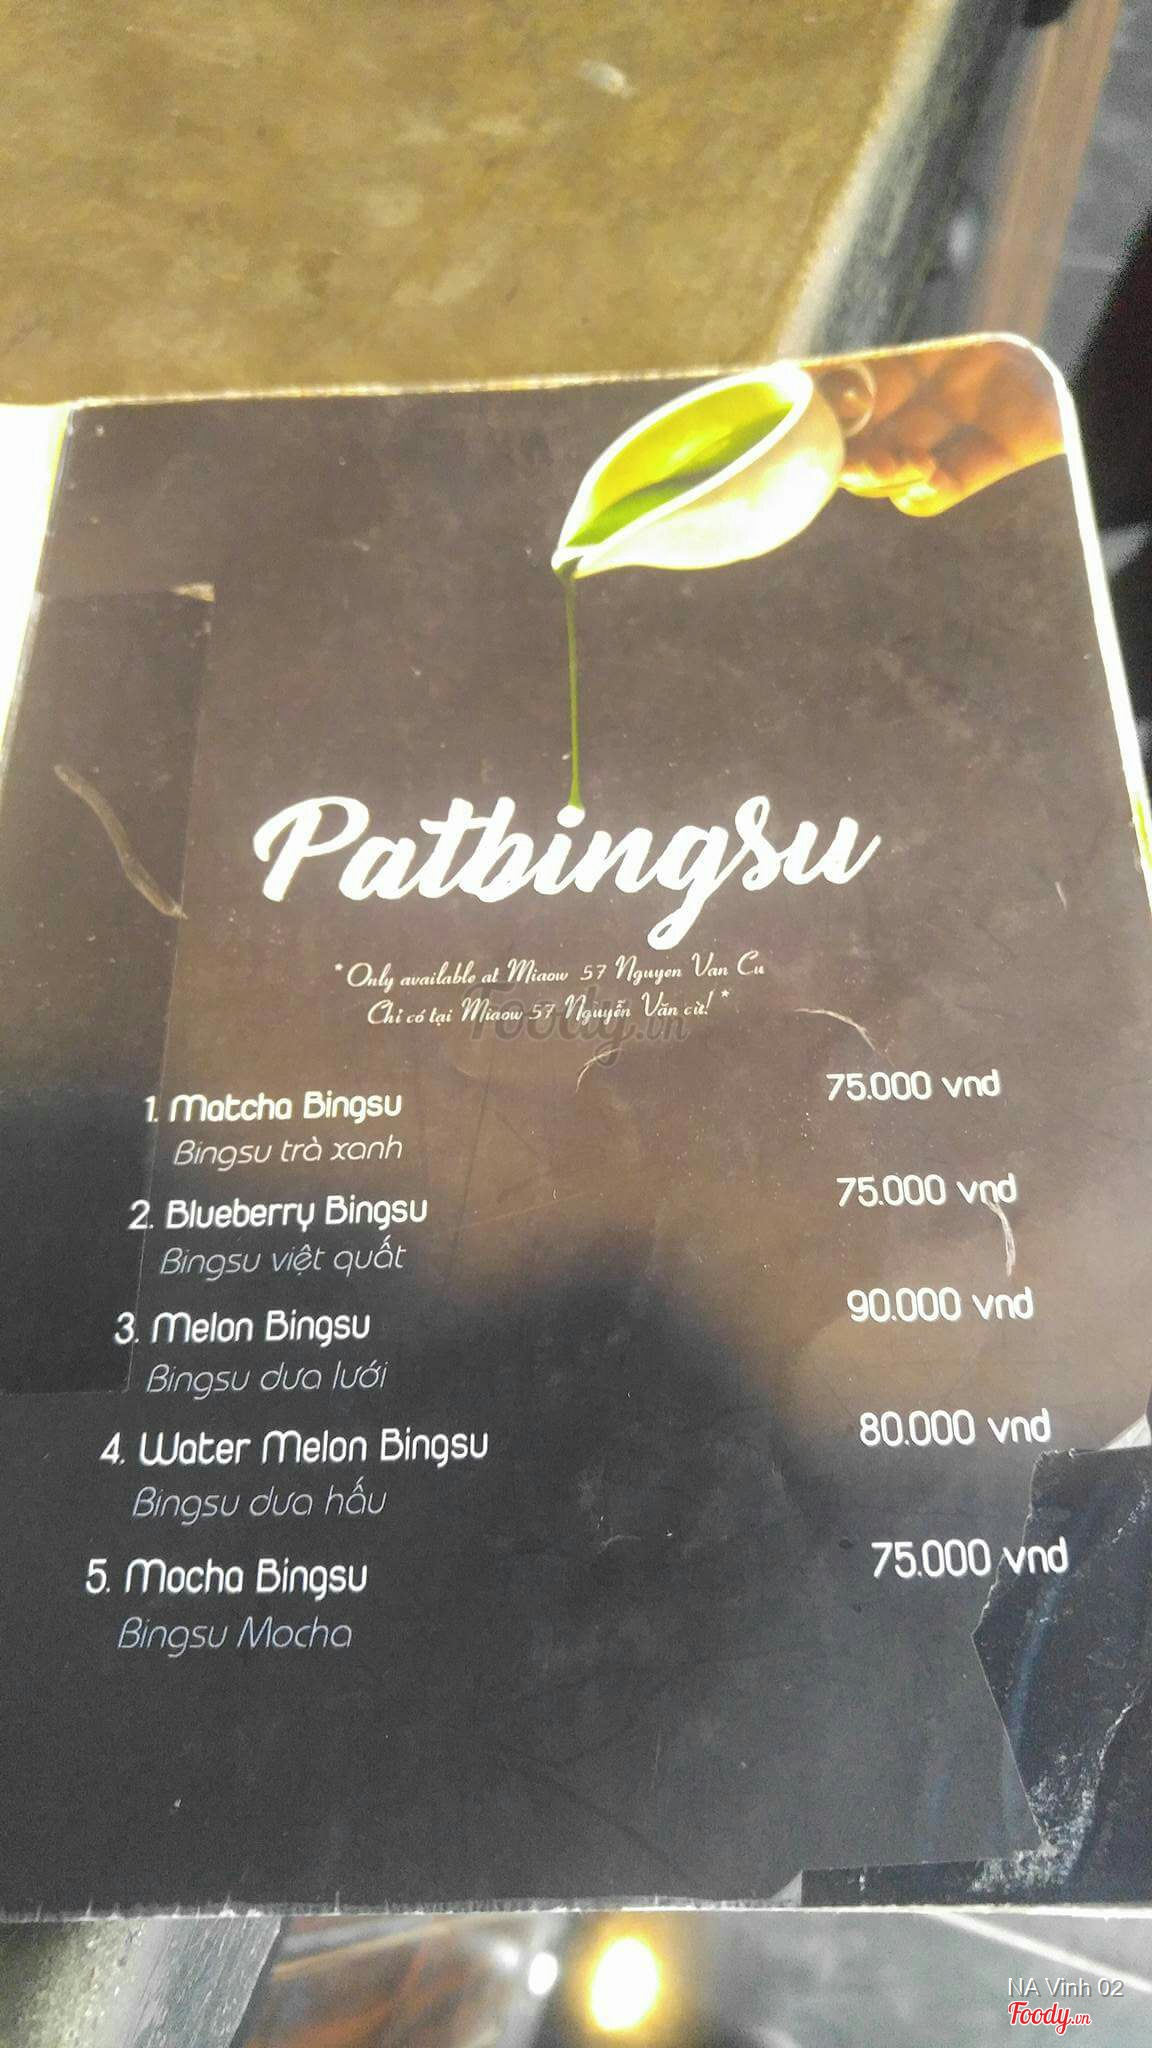 Patbingsu
*Only available at Miaow 57 Nguyen Van Cu
Chỉ có tại Miaow 57 Nguyễn Văn cừ! *
1. Matcha Bingsu 75.000 vnd
Bingsu trà xanh
2. Blueberry Bingsu 75.000 vnd
Bingsu việt quất
3. Melon Bingsu 90.000 vnd
Bingsu dưa lưới
4. Water Melon Bingsu 80.000 vnd
Bingsu dưa hấu
5. Mocha Bingsu 75.000 vnd
Bingsu Mocha
Foody.vn
NA Vinh 02
Foody.vn